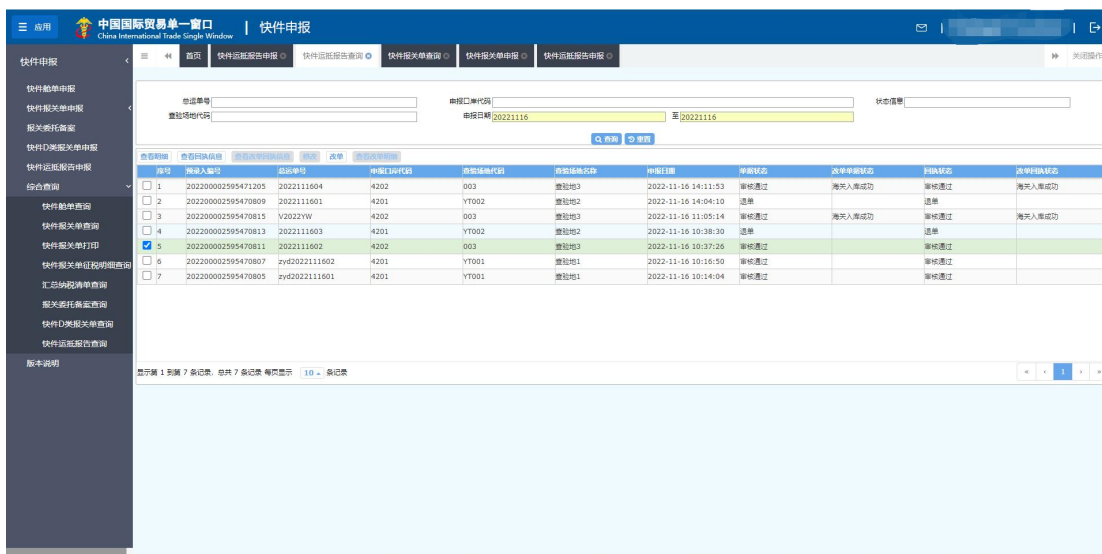 ☰ 应用 中国国际贸易单一窗口 | 快件申报
China International Trade Single Window
快件申报
首页 快件运抵报告申报 快件运抵报告查询 快件报关单查询 快件报关单申报 快件运抵报告申报 关闭操作
快件舱单申报
快件报关单申报
报关委托备案
快件D类报关单申报
快件运抵报告申报
综合查询
快件舱单查询
快件报关单查询
快件报关单打印
快件报关单征税明细查询
汇总纳税清单查询
报关委托备案查询
快件D类报关单查询
快件运抵报告查询
版本说明
总运单号 申报口岸代码 状态信息
查验场地代码 申报日期 20221116 至 20221116
查询 重置
查看明细 查看回执信息 查看改单回执信息 修改 改单 查看改单明细
序号 预录入编号 总运单号 申报口岸代码 查验场地代码 查验场地名称 申报日期 单据状态 改单单据状态 回执状态 改单回执状态
1 202200002595471205 2022111604 4202 003 查验地3 2022-11-16 14:11:53 审核通过 海关入库成功 审核通过 海关入库成功
2 202200002595470809 2022111601 4201 YT002 查验地2 2022-11-16 14:04:10 退单 退单
3 202200002595470815 V2022YW 4202 003 查验地3 2022-11-16 11:05:14 审核通过 海关入库成功 审核通过 海关入库成功
4 202200002595470813 2022111603 4201 YT002 查验地2 2022-11-16 10:38:30 退单 退单
5 202200002595470811 2022111602 4202 003 查验地3 2022-11-16 10:37:26 审核通过 审核通过
6 202200002595470807 zyd2022111602 4201 YT001 查验地1 2022-11-16 10:16:50 审核通过 审核通过
7 202200002595470805 zyd2022111601 4201 YT001 查验地1 2022-11-16 10:14:04 审核通过 审核通过
显示第 1 到第 7 条记录，总共 7 条记录 每页显示 10 条记录
« ‹ 1 › »